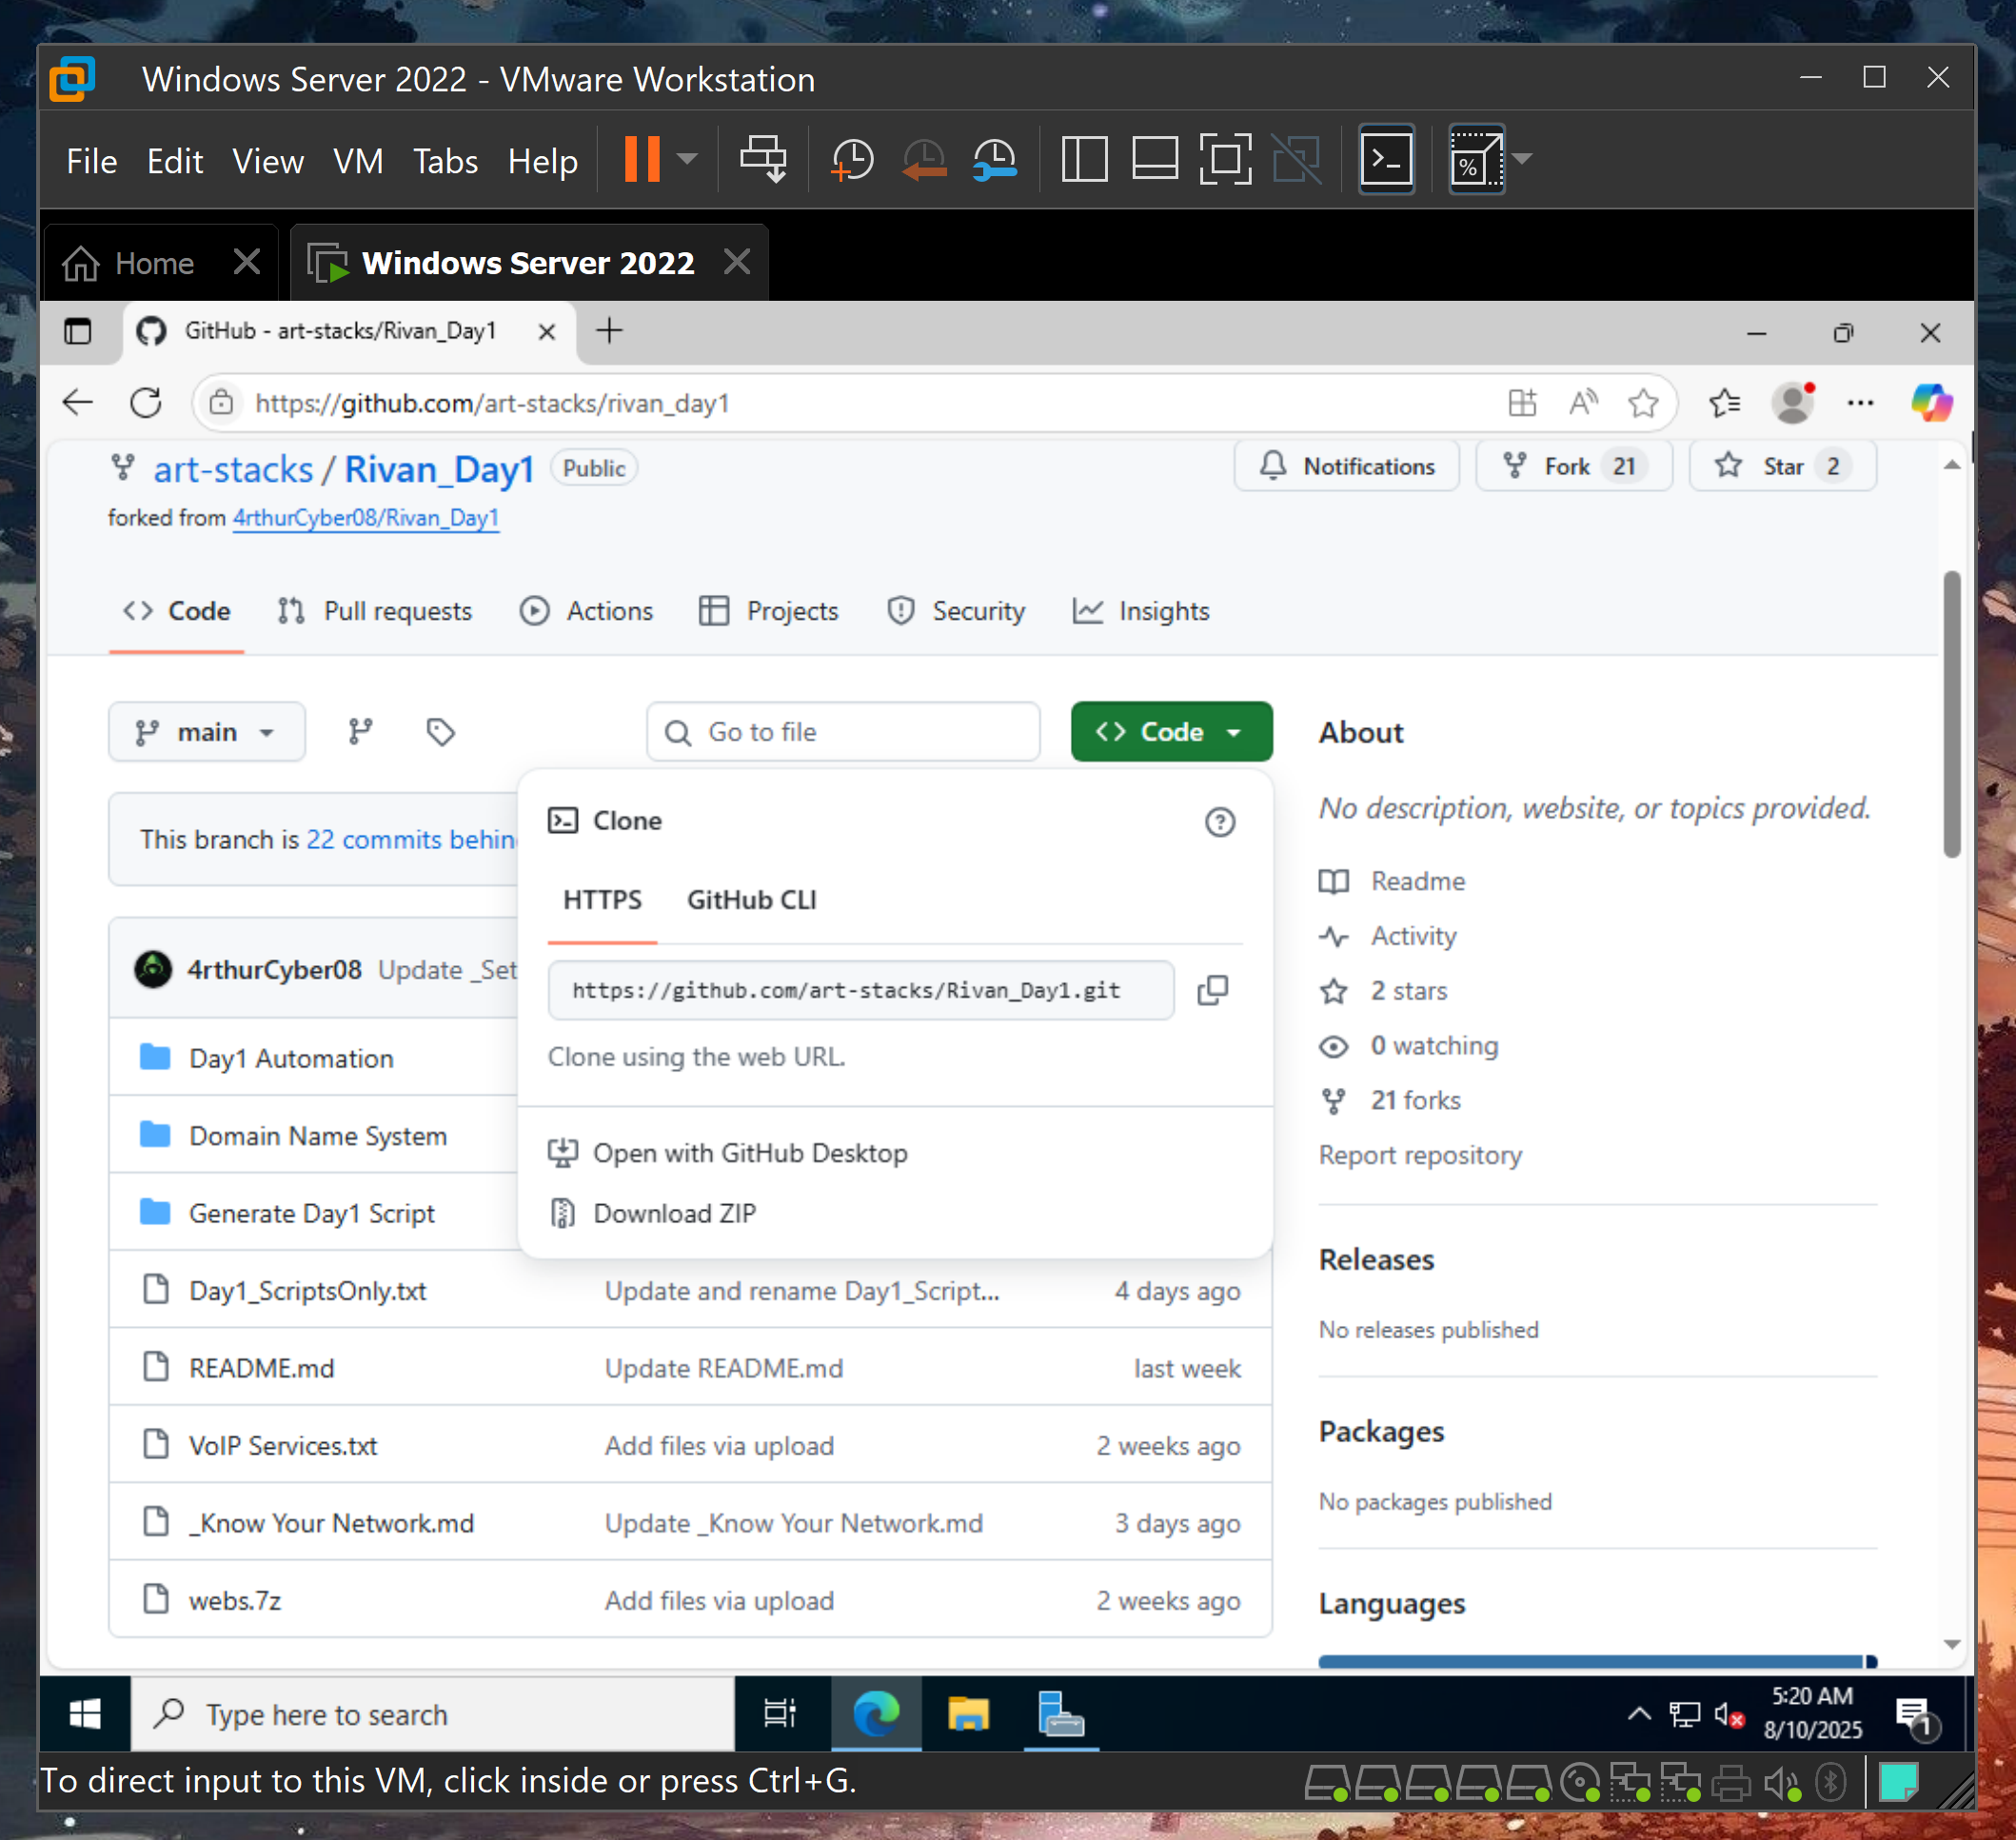 Windows Server 2022 - VMware Workstation
File Edit View VM Tabs Help
%
Home
Windows Server 2022
GitHub - art-stacks/Rivan_Day1
https://github.com/art-stacks/rivan_day1
art-stacks / Rivan_Day1 Public
Notifications
Fork 21
Star 2
forked from 4rthurCyber08/Rivan_Day1
Code
Pull requests
Actions
Projects
Security
Insights
main
Go to file
Code
This branch is 22 commits behin
Clone
HTTPS GitHub CLI
https://github.com/art-stacks/Rivan_Day1.git
Clone using the web URL.
Open with GitHub Desktop
Download ZIP
4rthurCyber08 Update _Set
Day1 Automation
Domain Name System
Generate Day1 Script
Day1_ScriptsOnly.txt Update and rename Day1_Script... 4 days ago
README.md Update README.md last week
VoIP Services.txt Add files via upload 2 weeks ago
_Know Your Network.md Update _Know Your Network.md 3 days ago
webs.7z Add files via upload 2 weeks ago
About
No description, website, or topics provided.
Readme
Activity
2 stars
0 watching
21 forks
Report repository
Releases
No releases published
Packages
No packages published
Languages
Type here to search
5:20 AM
8/10/2025
1
To direct input to this VM, click inside or press Ctrl+G.